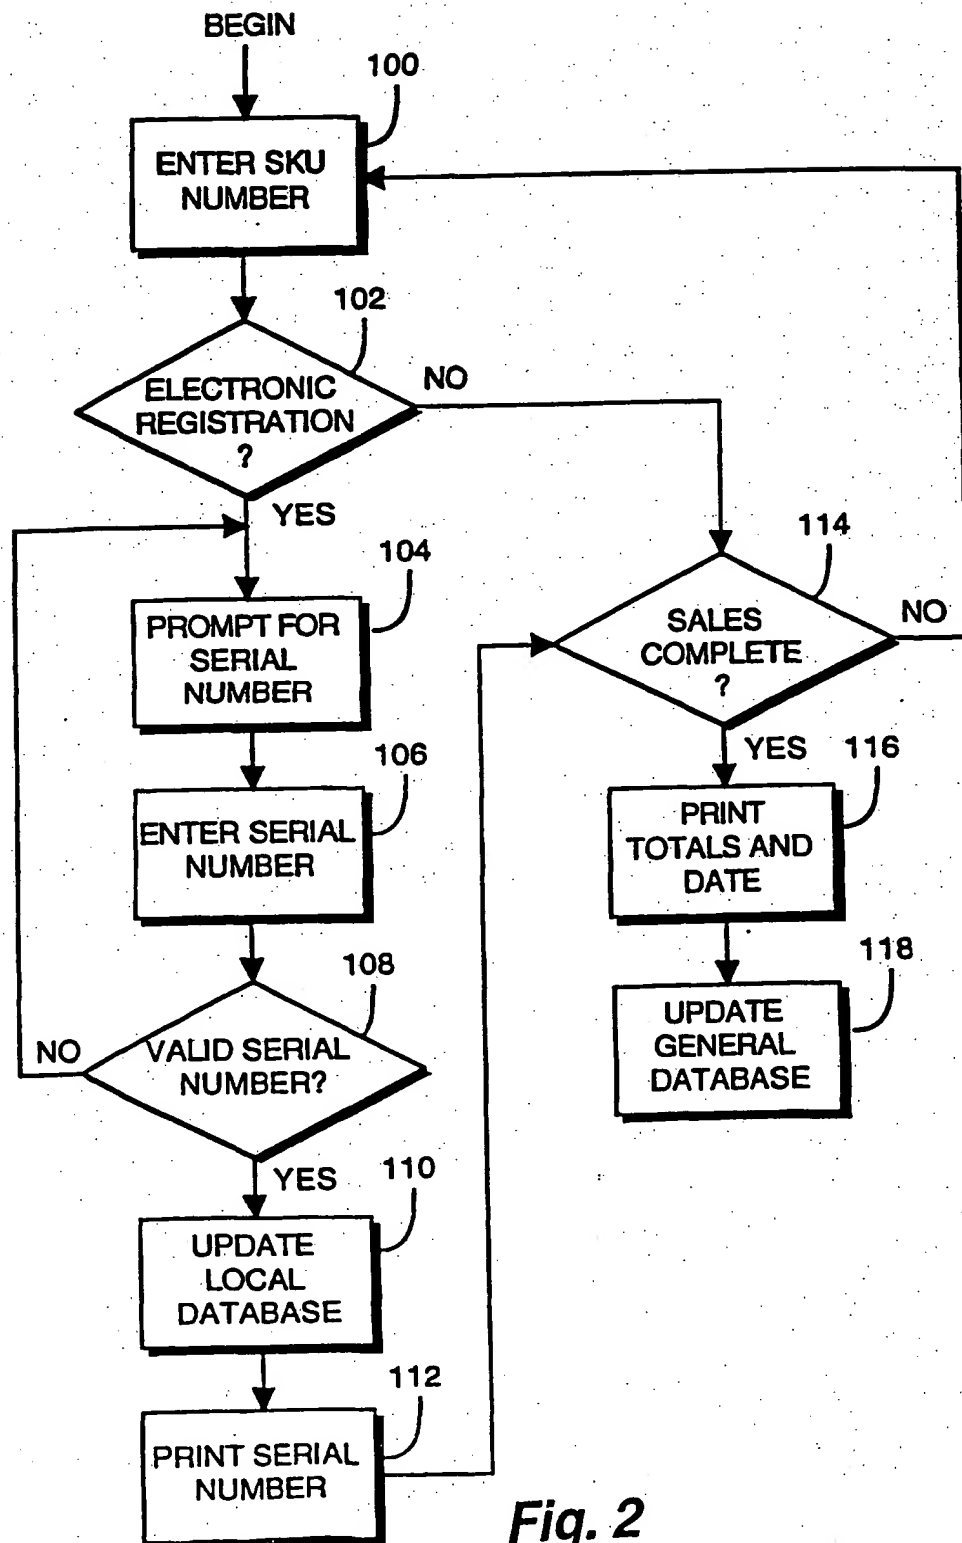 BEGIN
100
ENTER SKU
NUMBER
102
ELECTRONIC
REGISTRATION
?
NO
YES
104
PROMPT FOR
SERIAL
NUMBER
106
ENTER SERIAL
NUMBER
108
VALID SERIAL
NUMBER?
NO
YES
110
UPDATE
LOCAL
DATABASE
112
PRINT SERIAL
NUMBER
114
SALES
COMPLETE
?
NO
YES
116
PRINT
TOTALS AND
DATE
118
UPDATE
GENERAL
DATABASE
Fig. 2